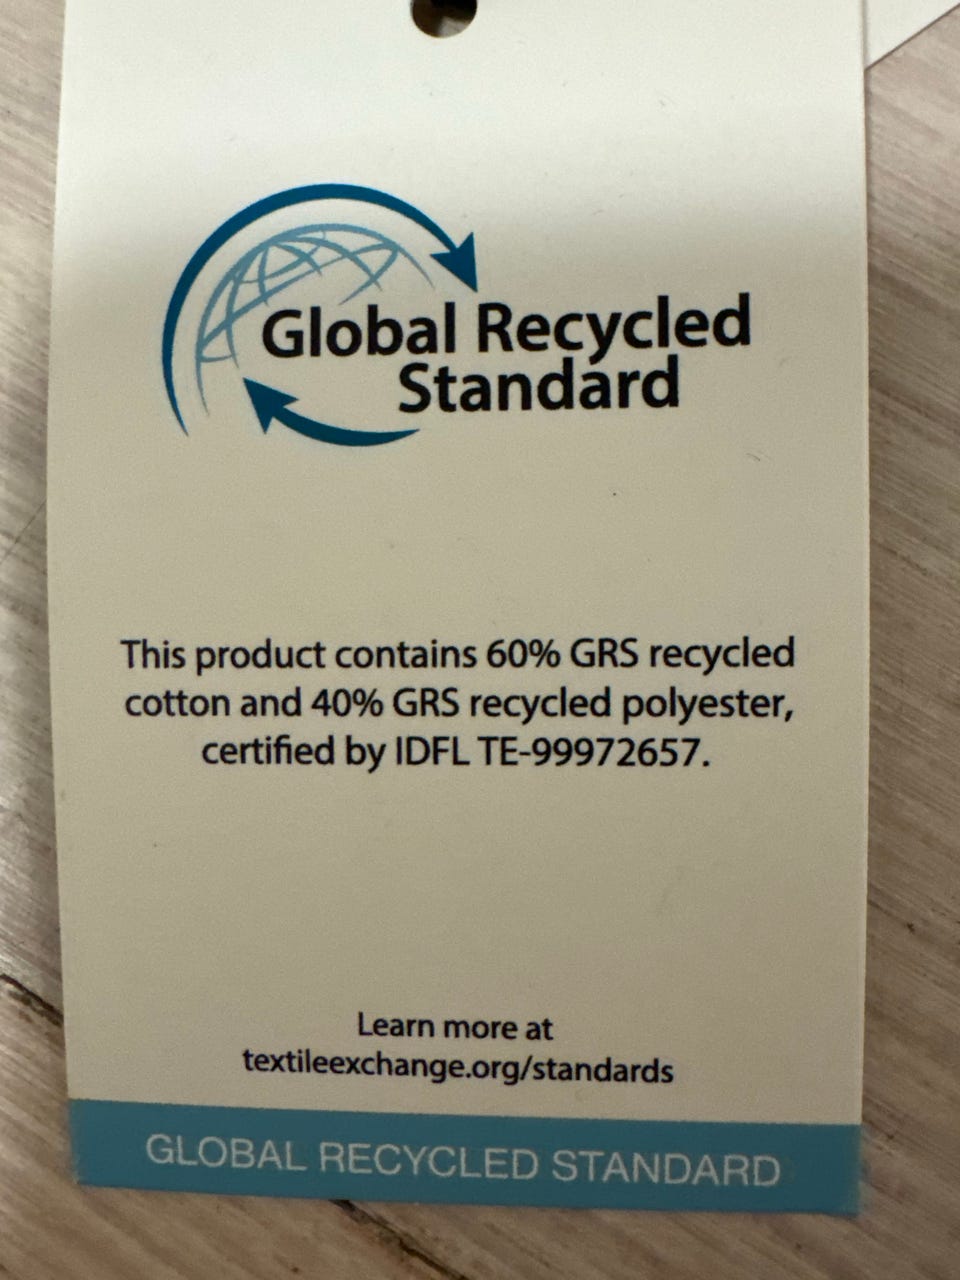 Global Recycled
Standard
This product contains 60% GRS recycled
cotton and 40% GRS recycled polyester,
certified by IDFL TE-99972657.
Learn more at
textileexchange.org/standards
GLOBAL RECYCLED STANDARD